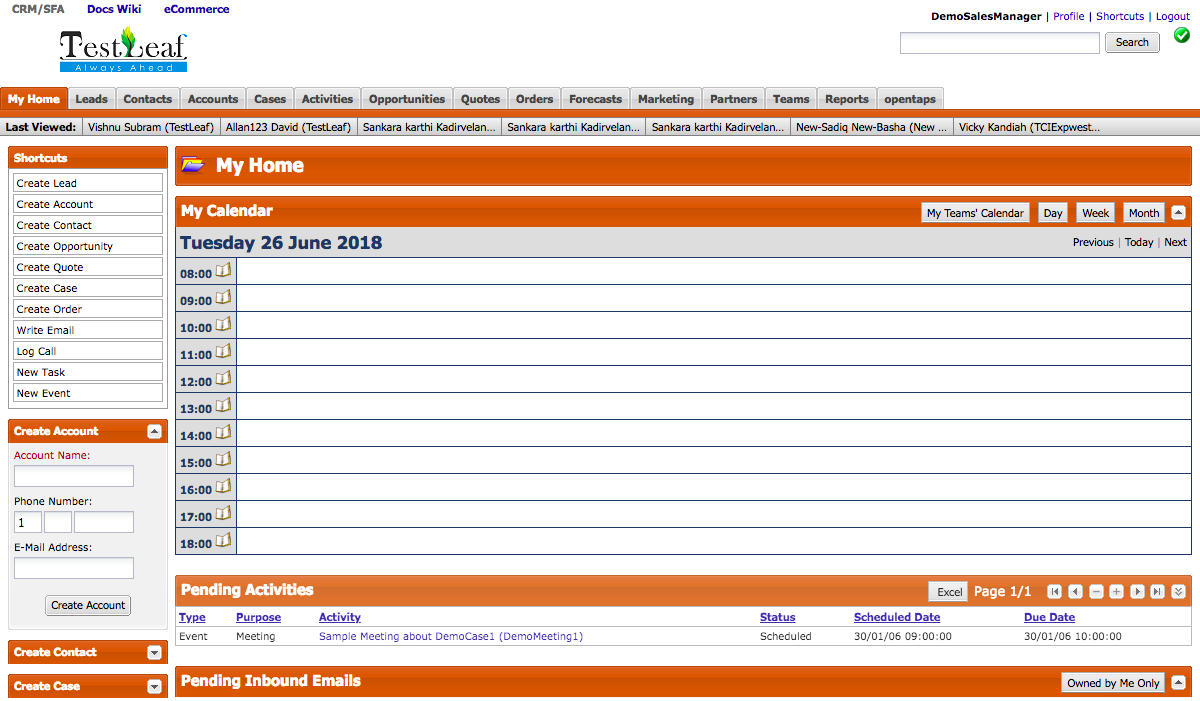 CRM/SFA Docs Wiki eCommerce
DemoSalesManager | Profile | Shortcuts | Logout
TestLeaf
Always Ahead
Search
My Home Leads Contacts Accounts Cases Activities Opportunities Quotes Orders Forecasts Marketing Partners Teams Reports opentaps
Last Viewed: Vishnu Subram (TestLeaf) Allan123 David (TestLeaf) Sankara karthi Kadirvelan... Sankara karthi Kadirvelan... Sankara karthi Kadirvelan... New-Sadiq New-Basha (New ... Vicky Kandiah (TCIExpwest...
Shortcuts
Create Lead
Create Account
Create Contact
Create Opportunity
Create Quote
Create Case
Create Order
Write Email
Log Call
New Task
New Event
Create Account
Account Name:
Phone Number:
1
E-Mail Address:
Create Account
Create Contact
Create Case
My Home
My Calendar My Teams' Calendar Day Week Month
Tuesday 26 June 2018 Previous | Today | Next
08:00
09:00
10:00
11:00
12:00
13:00
14:00
15:00
16:00
17:00
18:00
Pending Activities Excel Page 1/1
Type Purpose Activity Status Scheduled Date Due Date
Event Meeting Sample Meeting about DemoCase1 (DemoMeeting1) Scheduled 30/01/06 09:00:00 30/01/06 10:00:00
Pending Inbound Emails Owned by Me Only